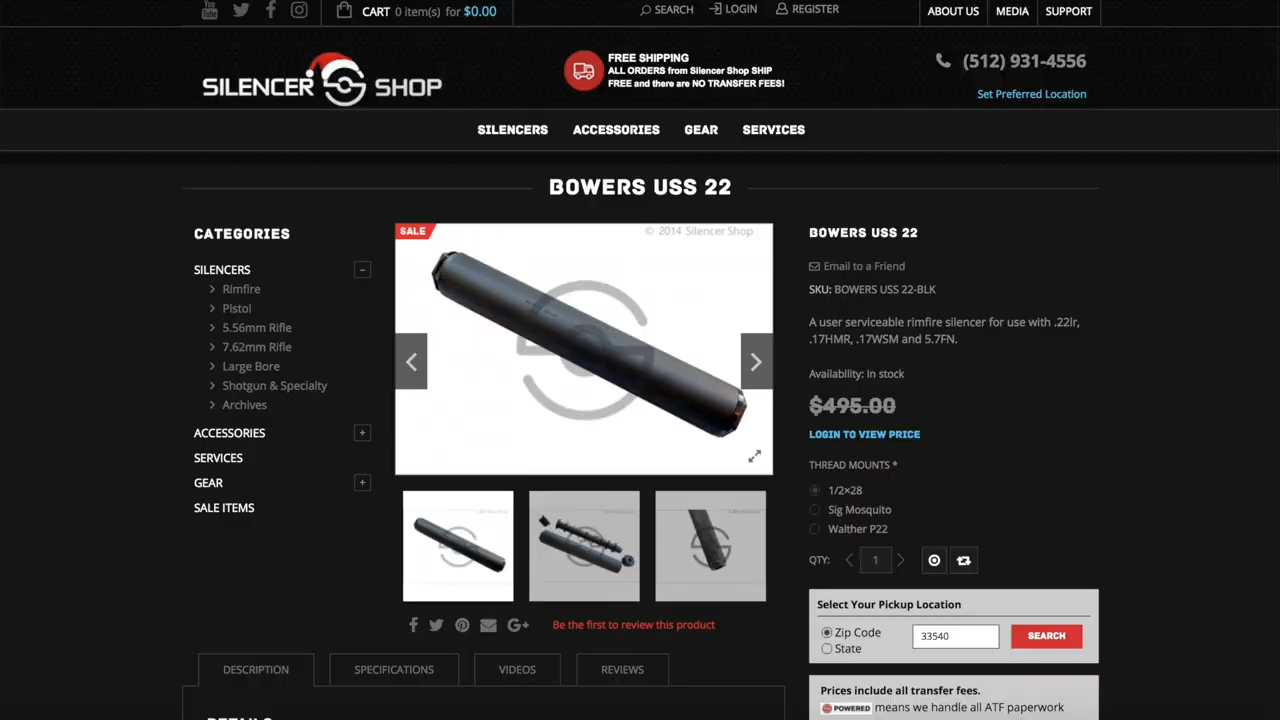 You Tube
CART 0 item(s) for $0.00
SEARCH
LOGIN
REGISTER
ABOUT US
MEDIA
SUPPORT
SILENCER SHOP
FREE SHIPPING
ALL ORDERS from Silencer Shop SHIP
FREE and there are NO TRANSFER FEES!
(512) 931-4556
Set Preferred Location
SILENCERS
ACCESSORIES
GEAR
SERVICES
BOWERS USS 22
CATEGORIES
SILENCERS
Rimfire
Pistol
5.56mm Rifle
7.62mm Rifle
Large Bore
Shotgun & Specialty
Archives
ACCESSORIES
SERVICES
GEAR
SALE ITEMS
SALE
© 2014 Silencer Shop
Be the first to review this product
DESCRIPTION
SPECIFICATIONS
VIDEOS
REVIEWS
DETAILS
BOWERS USS 22
Email to a Friend
SKU: BOWERS USS 22-BLK
A user serviceable rimfire silencer for use with .22lr,
.17HMR, .17WSM and 5.7FN.
Availability: In stock
$495.00
LOGIN TO VIEW PRICE
THREAD MOUNTS *
1/2×28
Sig Mosquito
Walther P22
QTY: 1
Select Your Pickup Location
Zip Code
State
33540
SEARCH
Prices include all transfer fees.
POWERED means we handle all ATF paperwork